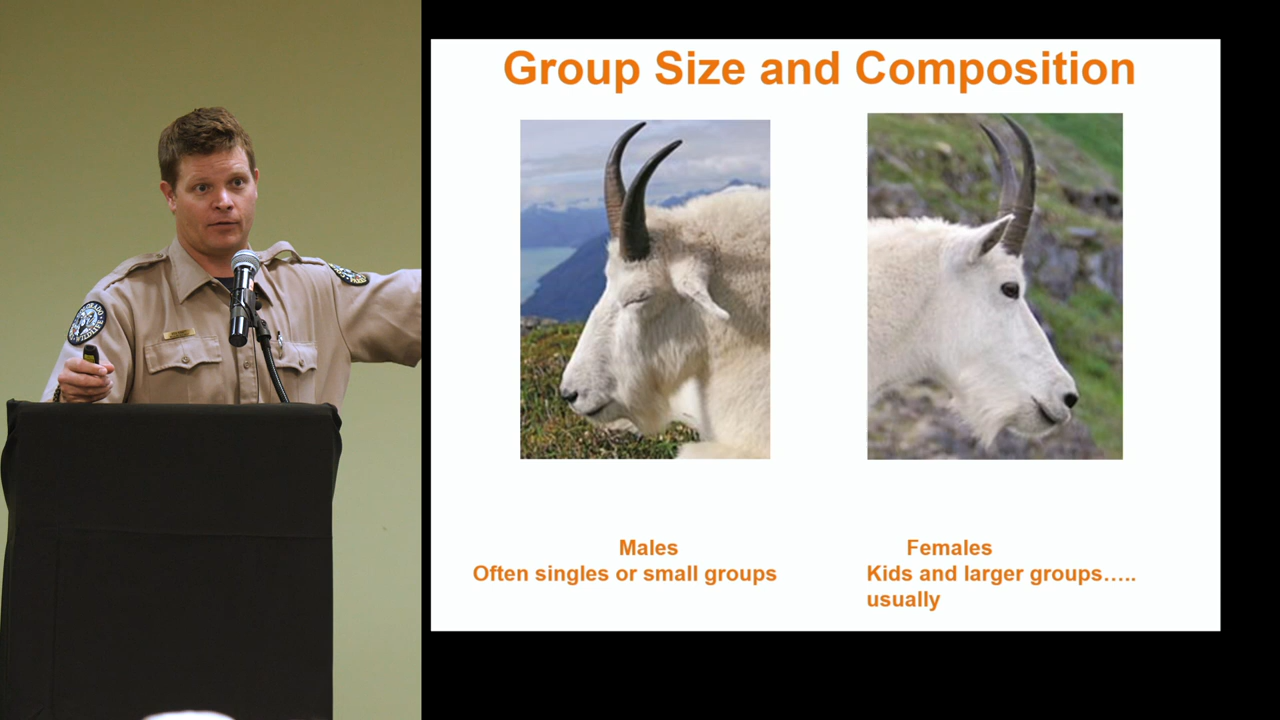 Group Size and Composition
Males
Often singles or small groups
Females
Kids and larger groups…..
usually